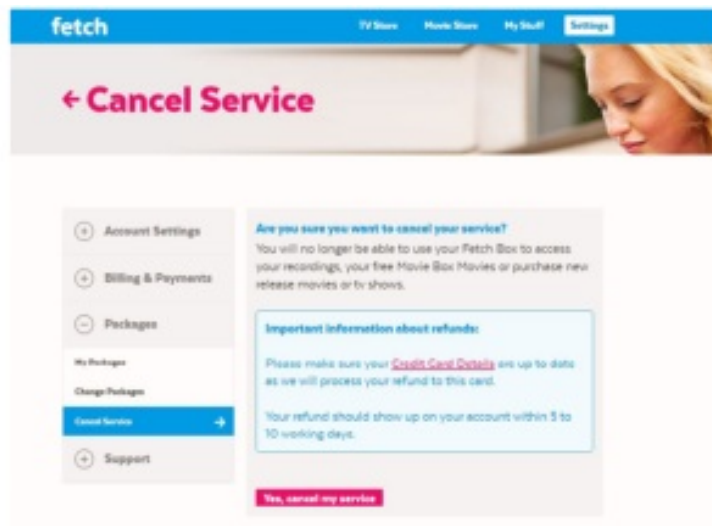 fetch
TV Store Movie Store My Stuff Settings
← Cancel Service
Account Settings
Billing & Payments
Packages
My Packages
Change Packages
Cancel Service →
Support
Are you sure you want to cancel your service?
You will no longer be able to use your Fetch Box to access
your recordings, your free Movie Box Movies or purchase new
release movies or tv shows.
Important information about refunds:
Please make sure your Credit Card Details are up to date
as we will process your refund to this card.
Your refund should show up on your account within 5 to
10 working days.
Yes, cancel my service